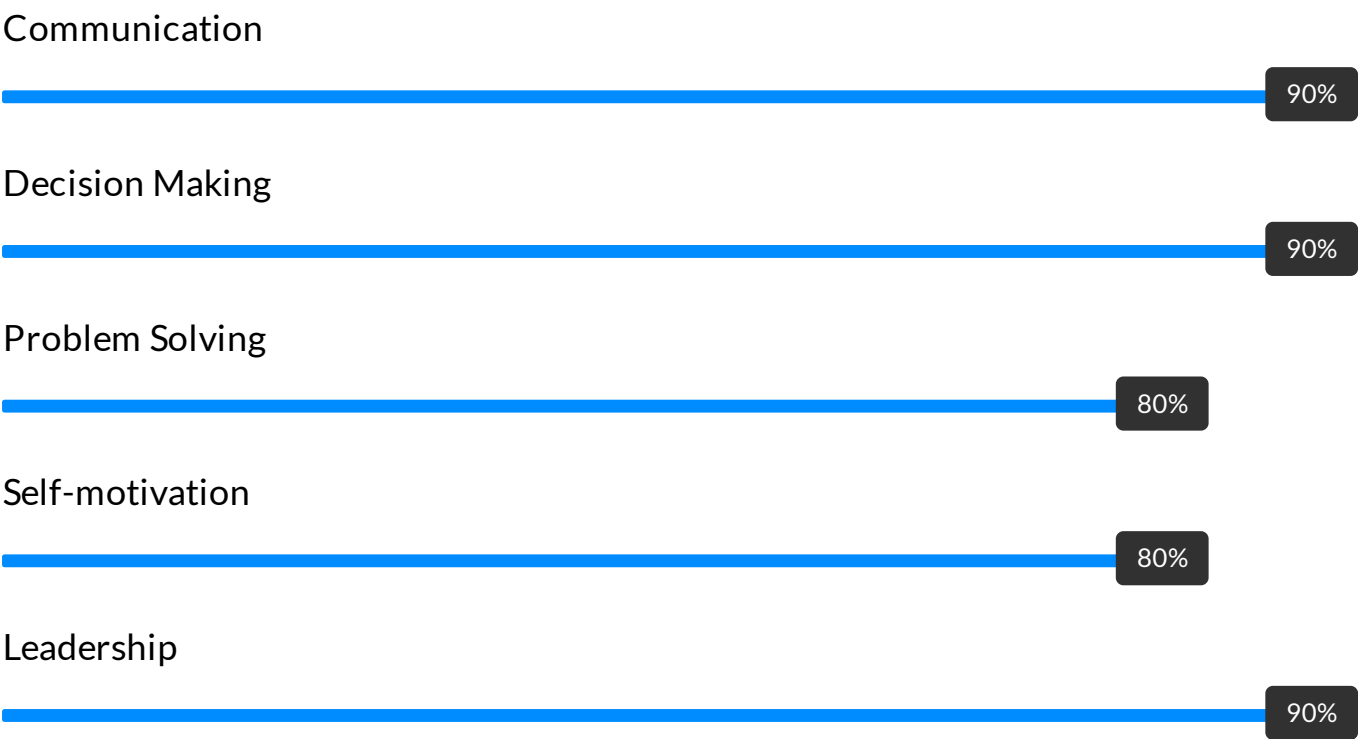 Communication
90%
Decision Making
90%
Problem Solving
80%
Self-motivation
80%
Leadership
90%